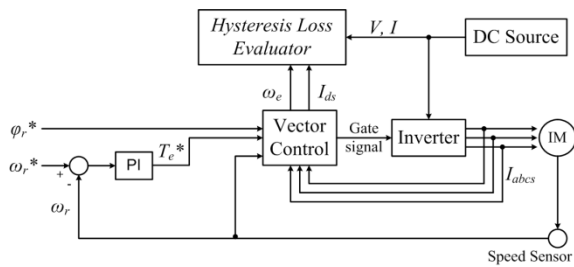 Hysteresis Loss
Evaluator
V, I
DC Source
ωe
Ids
φr*
Vector
Control
Gate
signal
Inverter
IM
ωr*
+
-
PI
Te*
Iabcs
ωr
Speed Sensor